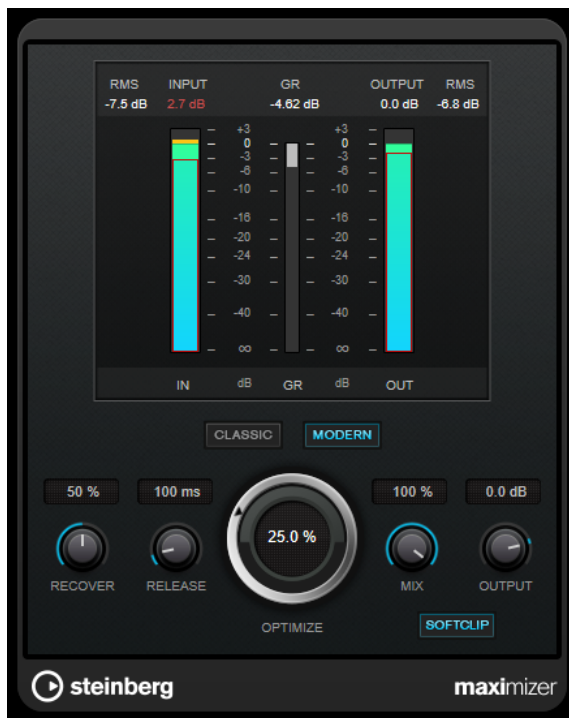 RMS INPUT GR OUTPUT RMS
-7.5 dB 2.7 dB -4.62 dB 0.0 dB -6.8 dB
+3 +3
0 0
-3 -3
-6 -6
-10 -10
-16 -16
-20 -20
-24 -24
-30 -30
-40 -40
∞ ∞
IN dB GR dB OUT
CLASSIC MODERN
50 % 100 ms 100 % 0.0 dB
25.0 %
RECOVER RELEASE MIX OUTPUT
OPTIMIZE SOFTCLIP
steinberg maximizer